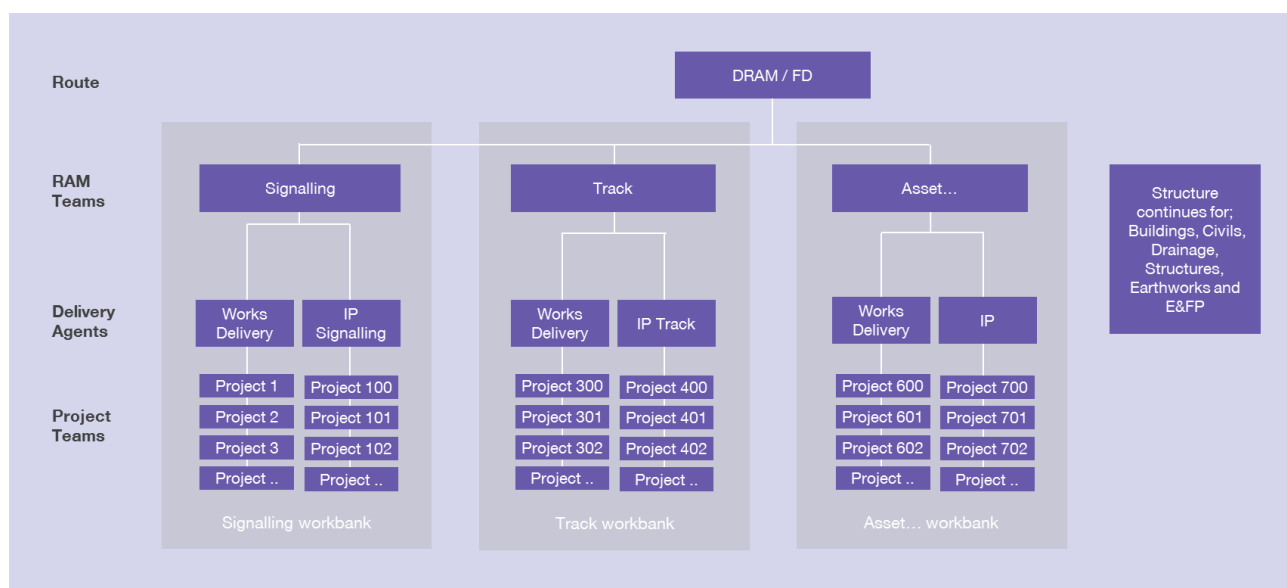 Route
DRAM / FD
RAM
Teams
Signalling
Track
Asset...
Structure
continues for;
Buildings, Civils,
Drainage,
Structures,
Earthworks and
E&FP
Delivery
Agents
Works
Delivery
IP
Signalling
Works
Delivery
IP Track
Works
Delivery
IP
Project
Teams
Project 1
Project 100
Project 300
Project 400
Project 600
Project 700
Project 2
Project 101
Project 301
Project 401
Project 601
Project 701
Project 3
Project 102
Project 302
Project 402
Project 602
Project 702
Project ..
Project ..
Project ..
Project ..
Project ..
Project ..
Signalling workbank
Track workbank
Asset... workbank